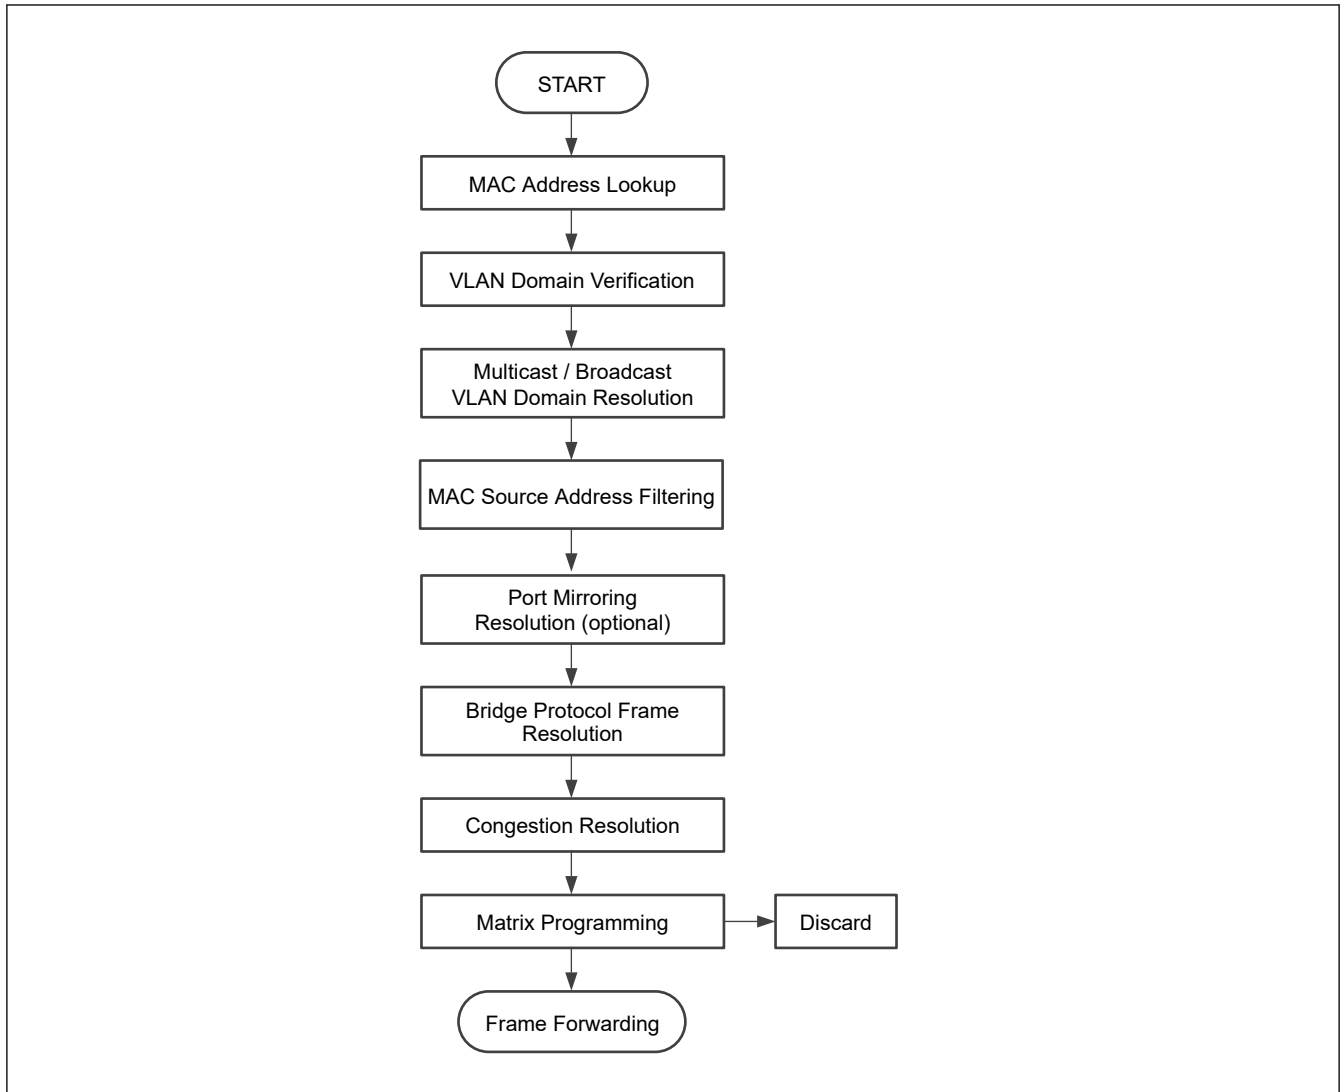 START
MAC Address Lookup
VLAN Domain Verification
Multicast / Broadcast
VLAN Domain Resolution
MAC Source Address Filtering
Port Mirroring
Resolution (optional)
Bridge Protocol Frame
Resolution
Congestion Resolution
Matrix Programming
Discard
Frame Forwarding